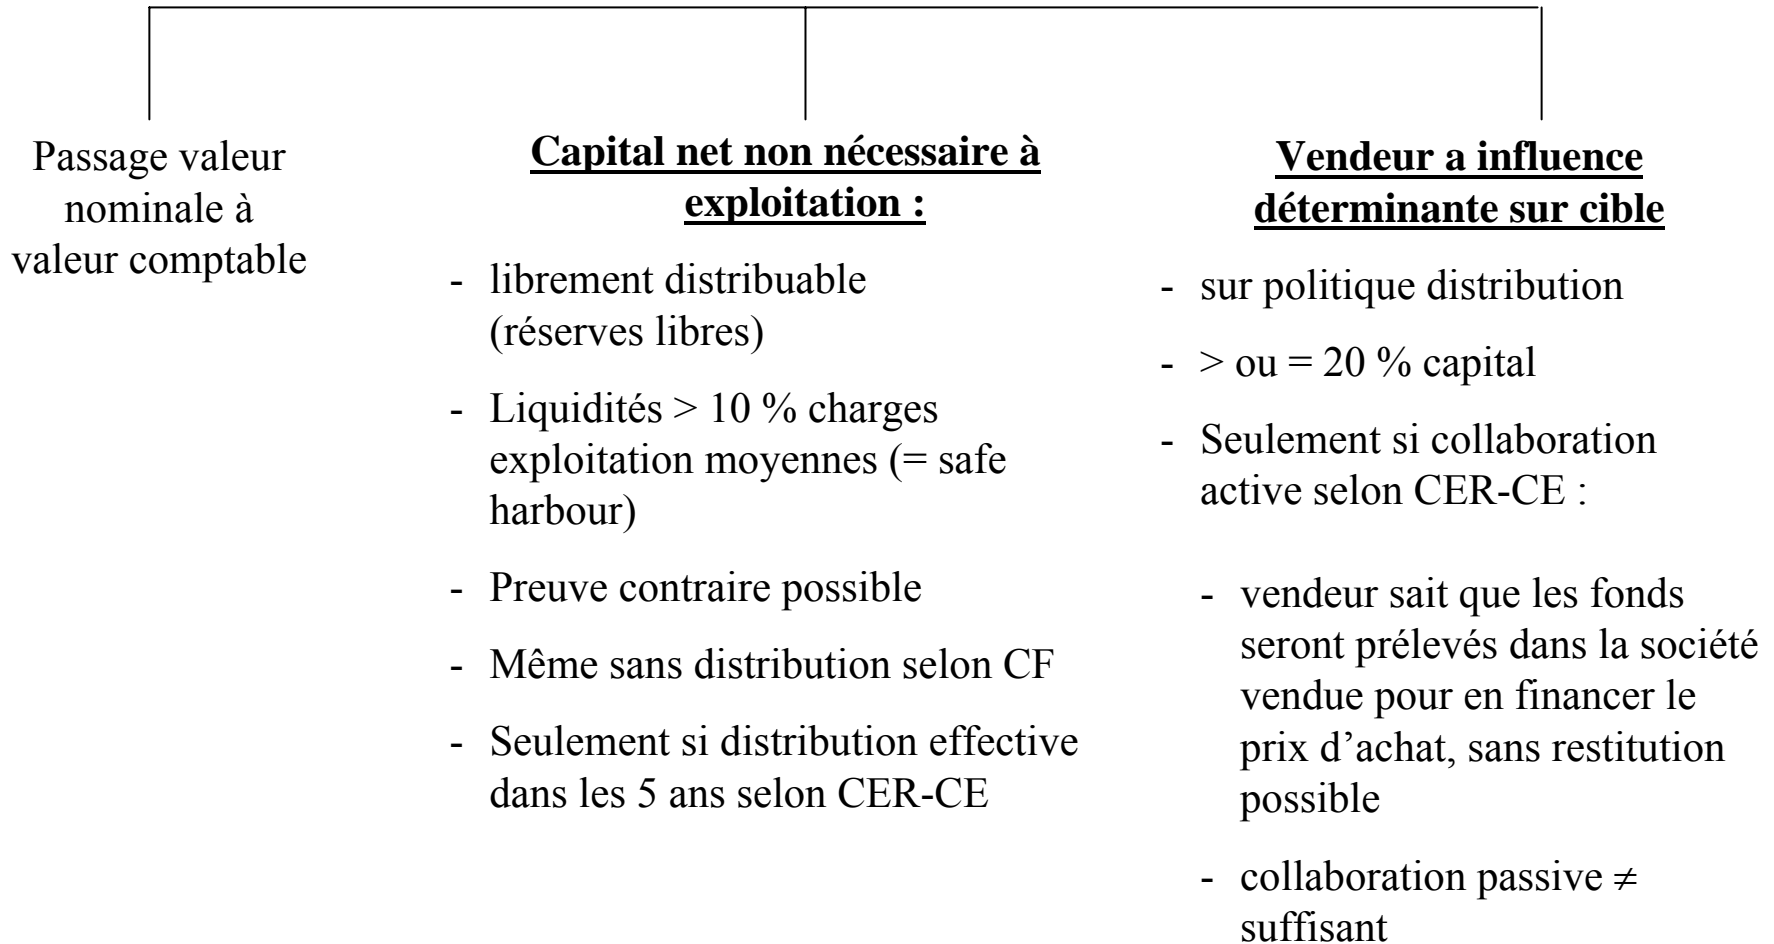 Passage valeur
nominale à
valeur comptable
Capital net non nécessaire à
exploitation :
- librement distribuable
(réserves libres)
- Liquidités > 10 % charges
exploitation moyennes (= safe
harbour)
- Preuve contraire possible
- Même sans distribution selon CF
- Seulement si distribution effective
dans les 5 ans selon CER-CE
Vendeur a influence
déterminante sur cible
- sur politique distribution
- > ou = 20 % capital
- Seulement si collaboration
active selon CER-CE :
- vendeur sait que les fonds
seront prélevés dans la société
vendue pour en financer le
prix d’achat, sans restitution
possible
- collaboration passive ≠
suffisant